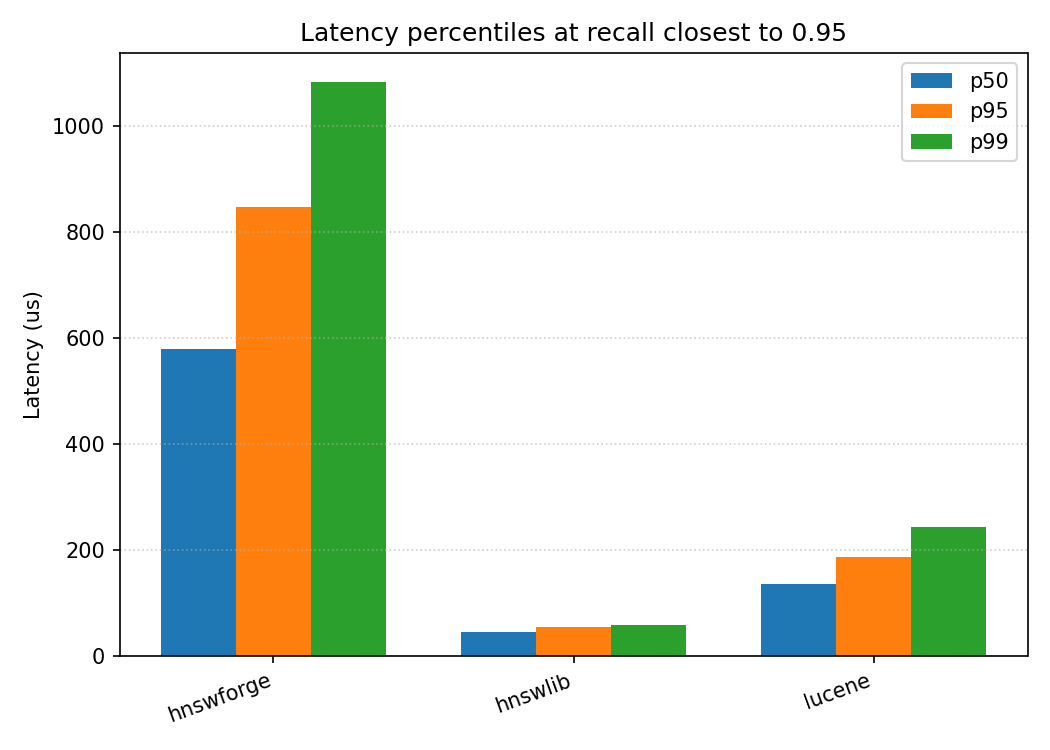 Latency percentiles at recall closest to 0.95
p50
p95
p99
Latency (us)
1000
800
600
400
200
0
hnswforge
hnswlib
lucene